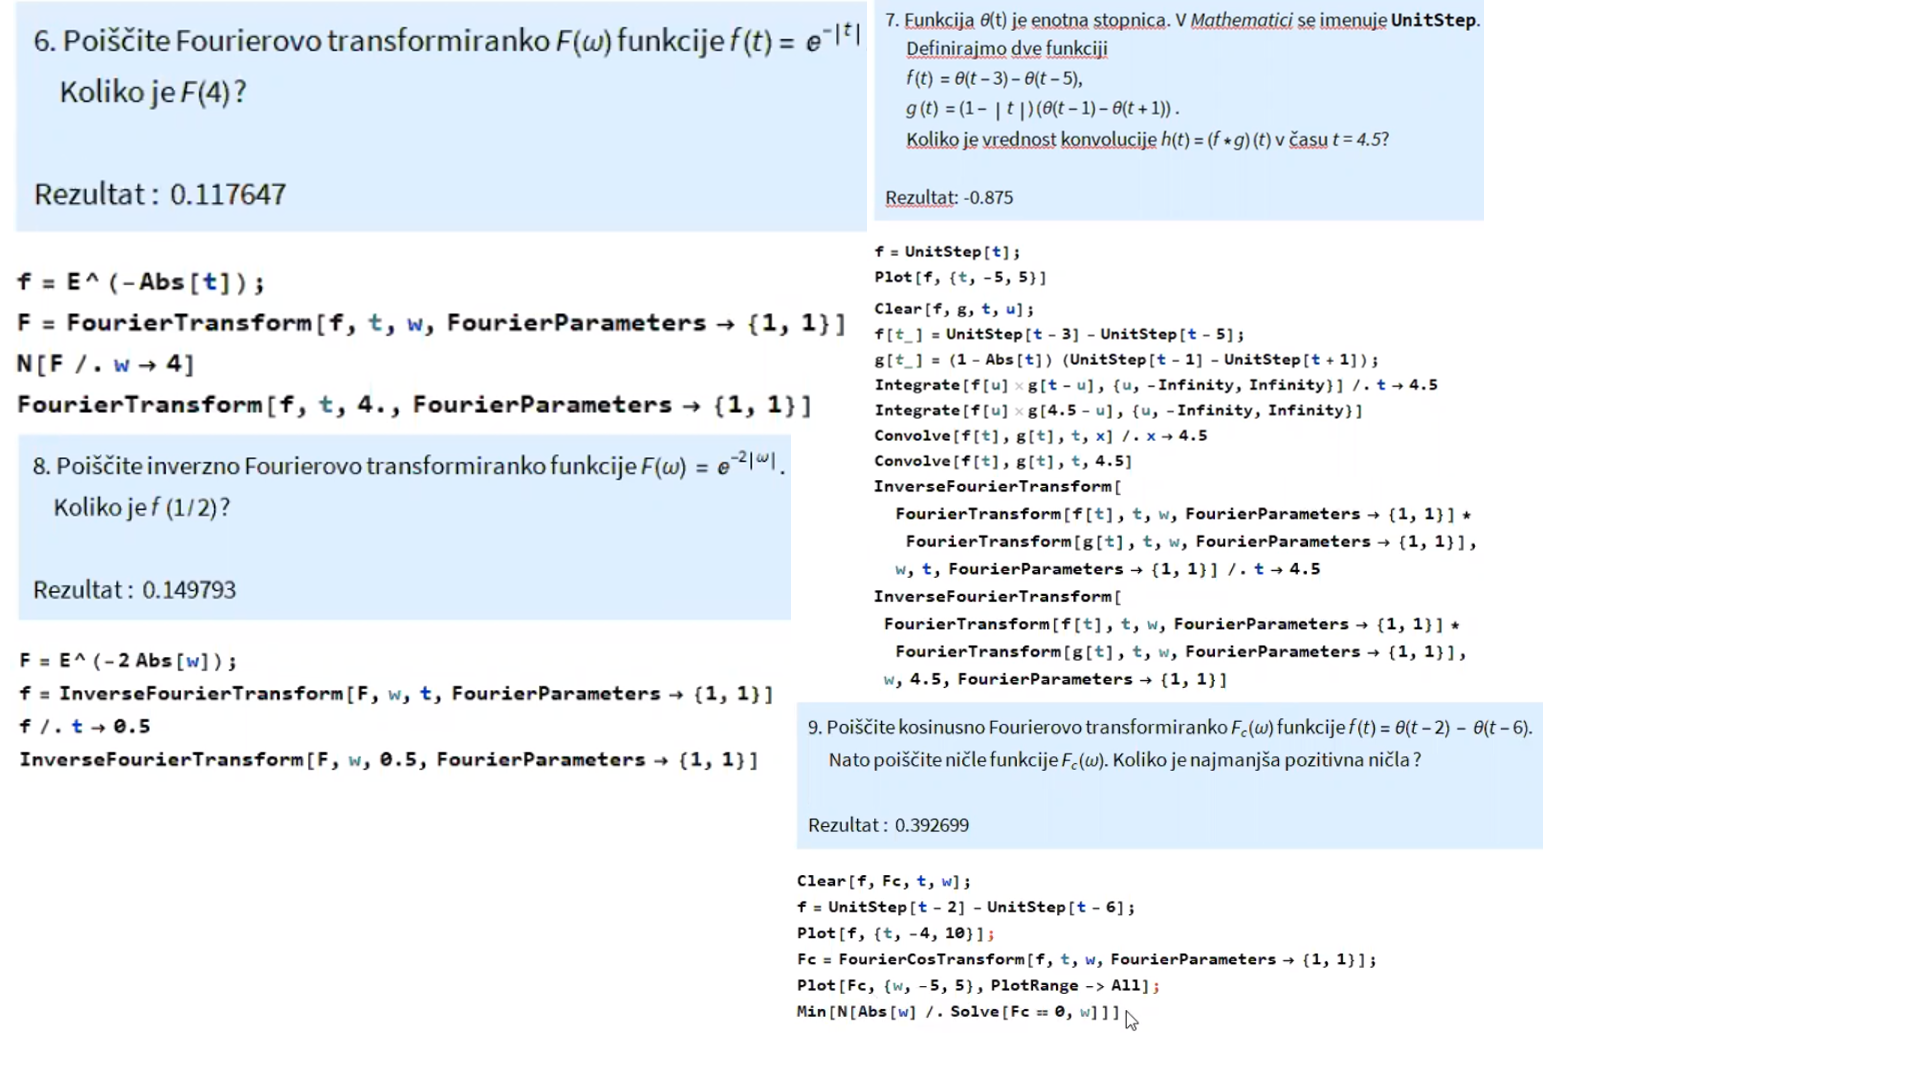 6. Poiščite Fourierovo transformiranko F(ω) funkcije f(t) = e^-|t|
Koliko je F(4)?
Rezultat : 0.117647
f = E^(-Abs[t]);
F = FourierTransform[f, t, w, FourierParameters → {1, 1}]
N[F /. w → 4]
FourierTransform[f, t, 4., FourierParameters → {1, 1}]
8. Poiščite inverzno Fourierovo transformiranko funkcije F(ω) = e^-2|ω|.
Koliko je f (1/2)?
Rezultat : 0.149793
F = E^(-2 Abs[w]);
f = InverseFourierTransform[F, w, t, FourierParameters → {1, 1}]
f /. t → 0.5
InverseFourierTransform[F, w, 0.5, FourierParameters → {1, 1}]
7. Funkcija θ(t) je enotna stopnica. V Mathematici se imenuje UnitStep.
Definirajmo dve funkciji
f(t) = θ(t – 3) – θ(t – 5),
g (t) = (1 – | t |) (θ(t – 1) – θ(t + 1)) .
Koliko je vrednost konvolucije h(t) = (f * g) (t) v času t = 4.5?
Rezultat: -0.875
f = UnitStep[t];
Plot[f, {t, -5, 5}]
Clear[f, g, t, u];
f[t_] = UnitStep[t - 3] - UnitStep[t - 5];
g[t_] = (1 - Abs[t]) (UnitStep[t - 1] - UnitStep[t + 1]);
Integrate[f[u] × g[t - u], {u, -Infinity, Infinity}] /. t → 4.5
Integrate[f[u] × g[4.5 - u], {u, -Infinity, Infinity}]
Convolve[f[t], g[t], t, x] /. x → 4.5
Convolve[f[t], g[t], t, 4.5]
InverseFourierTransform[
FourierTransform[f[t], t, w, FourierParameters → {1, 1}] *
FourierTransform[g[t], t, w, FourierParameters → {1, 1}],
w, t, FourierParameters → {1, 1}] /. t → 4.5
InverseFourierTransform[
FourierTransform[f[t], t, w, FourierParameters → {1, 1}] *
FourierTransform[g[t], t, w, FourierParameters → {1, 1}],
w, 4.5, FourierParameters → {1, 1}]
9. Poiščite kosinusno Fourierovo transformiranko F_c(ω) funkcije f(t) = θ(t – 2) – θ(t – 6).
Nato poiščite ničle funkcije F_c(ω). Koliko je najmanjša pozitivna ničla ?
Rezultat : 0.392699
Clear[f, Fc, t, w];
f = UnitStep[t - 2] - UnitStep[t - 6];
Plot[f, {t, -4, 10}];
Fc = FourierCosTransform[f, t, w, FourierParameters → {1, 1}];
Plot[Fc, {w, -5, 5}, PlotRange -> All];
Min[N[Abs[w] /. Solve[Fc == 0, w]]]